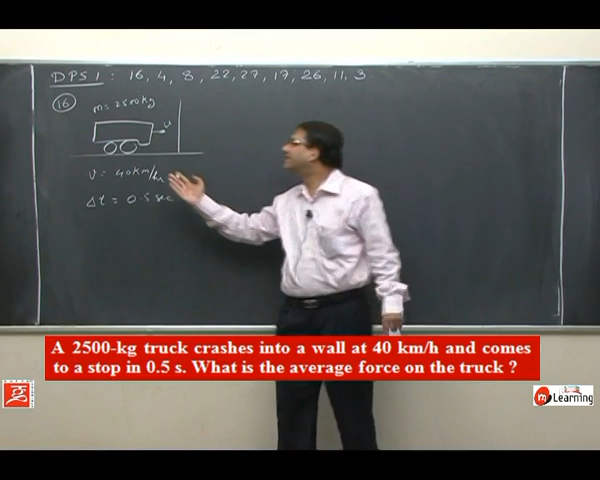 DPS 1 : 16, 4, 8, 22, 27, 17, 26, 11, 3
16
m = 2500 kg
v
v = 40 km/hr
Δt = 0.5 sec
A 2500-kg truck crashes into a wall at 40 km/h and comes
to a stop in 0.5 s. What is the average force on the truck ?
m Learning